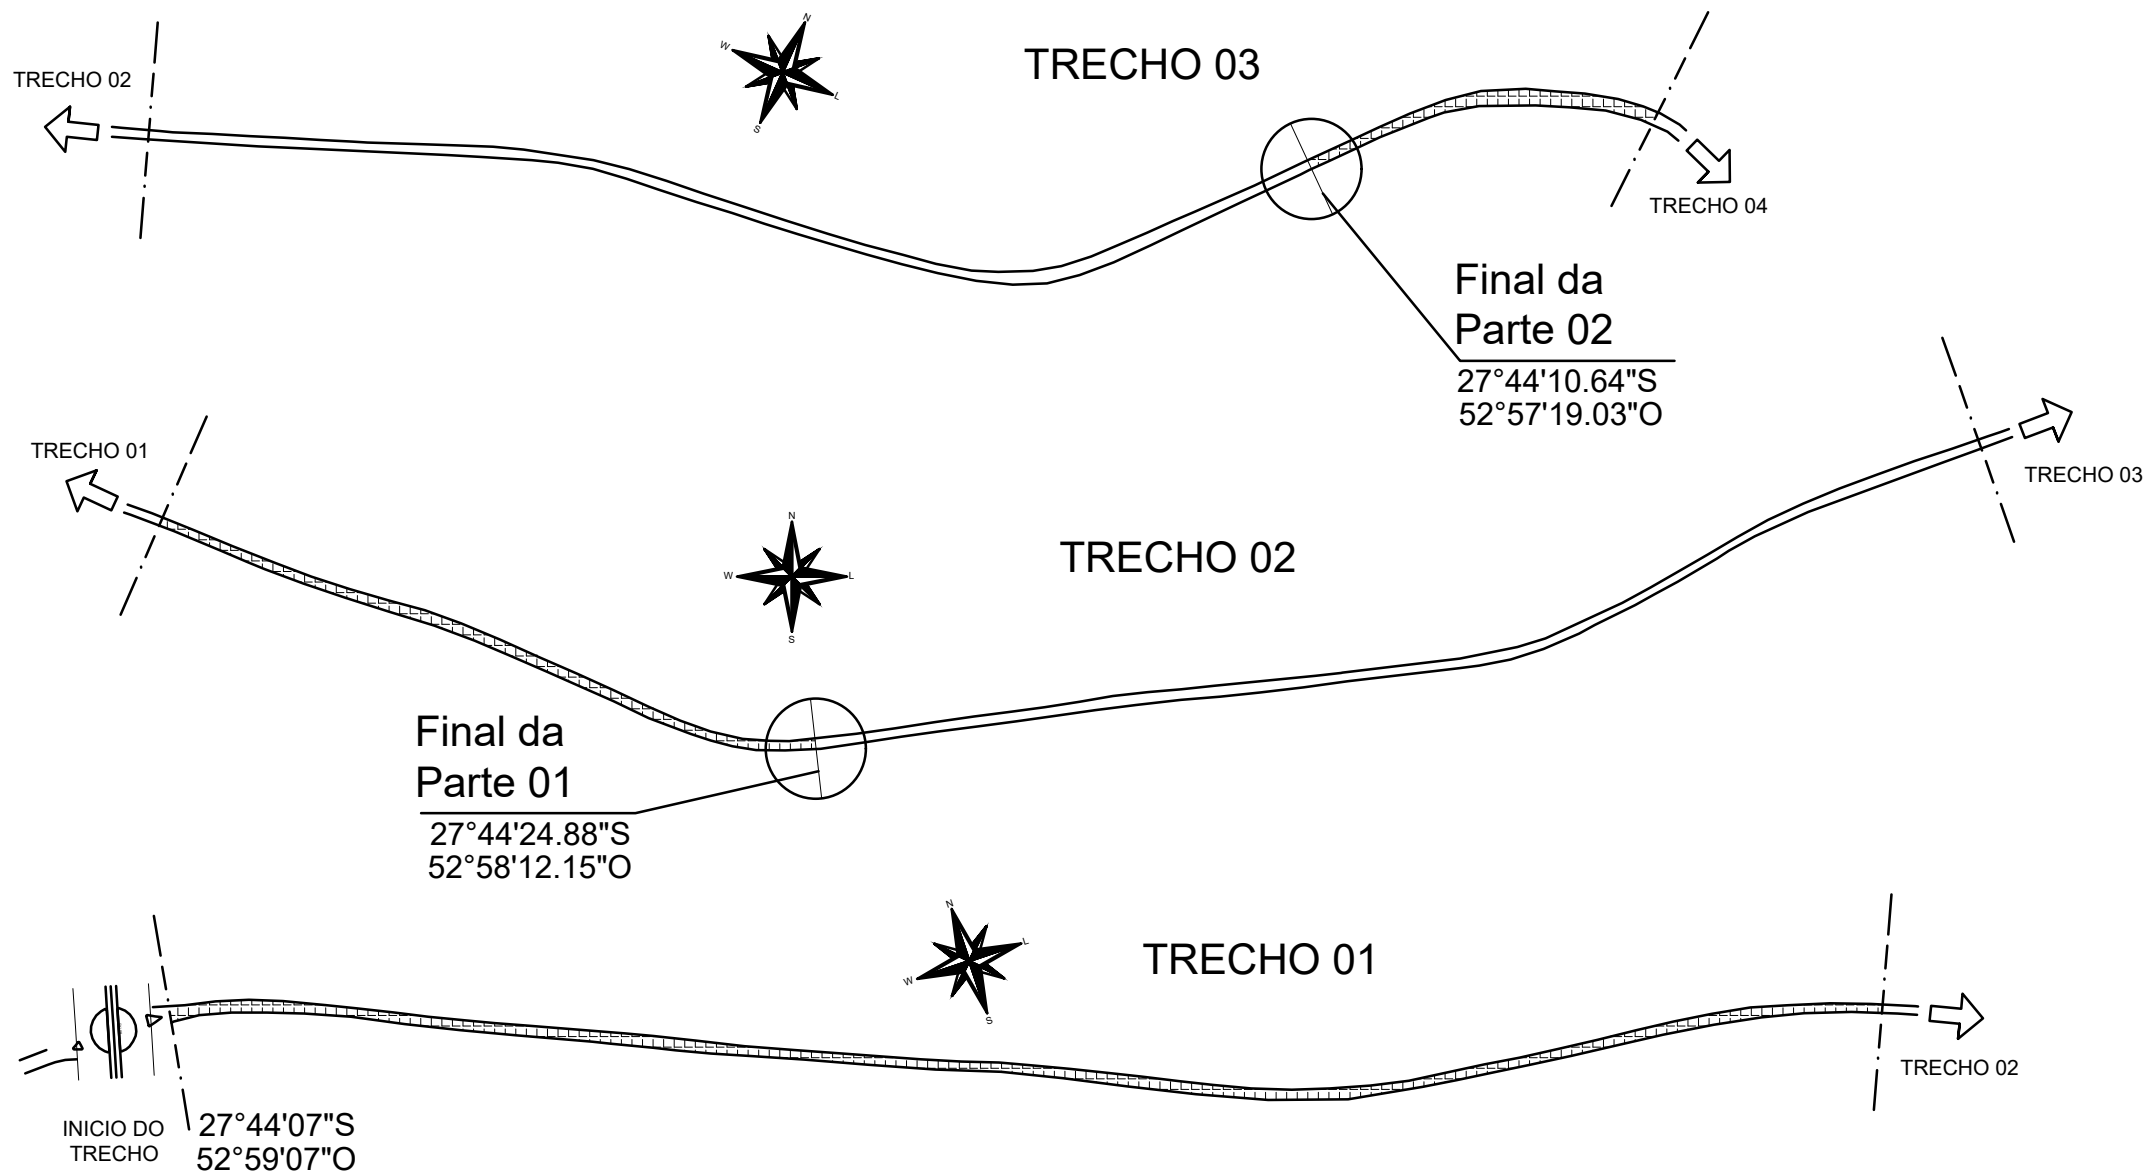 TRECHO 02
N
W
L
S
TRECHO 03
TRECHO 04
Final da
Parte 02
27°44'10.64"S
52°57'19.03"O
TRECHO 01
N
W
L
S
TRECHO 02
TRECHO 03
Final da
Parte 01
27°44'24.88"S
52°58'12.15"O
N
W
L
S
TRECHO 01
TRECHO 02
INICIO DO
TRECHO
27°44'07"S
52°59'07"O